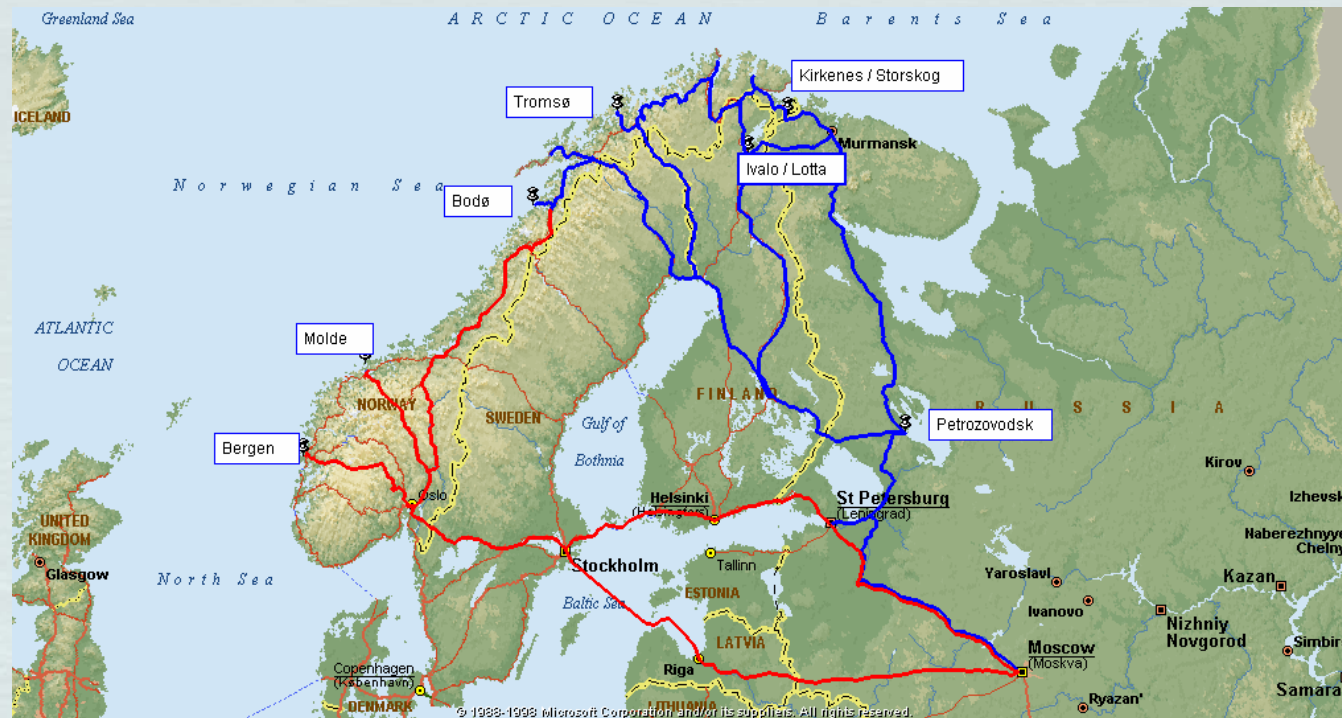 Greenland Sea
ARCTIC OCEAN
Barents Sea
ICELAND
Kirkenes / Storskog
Tromsø
Murmansk
Ivalo / Lotta
Norwegian Sea
Bodø
ATLANTIC
OCEAN
Molde
NORWAY
SWEDEN
FINLAND
RUSSIA
Gulf of
Bothnia
Petrozovodsk
Bergen
Kirov
Oslo
Helsinki
(Helsingfors)
St Petersburg
(Leningrad)
Izhevsk
UNITED
KINGDOM
Naberezhnyye
Chelny
Glasgow
North Sea
Stockholm
Tallinn
Yaroslavl
Kazan
ESTONIA
Baltic Sea
Ivanovo
Nizhniy
Novgorod
LATVIA
Simbir
Moscow
(Moskva)
Copenhagen
(København)
Riga
Samara
DENMARK
LITHUANIA
Ryazan'
© 1988-1998 Microsoft Corporation and/or its suppliers. All rights reserved.